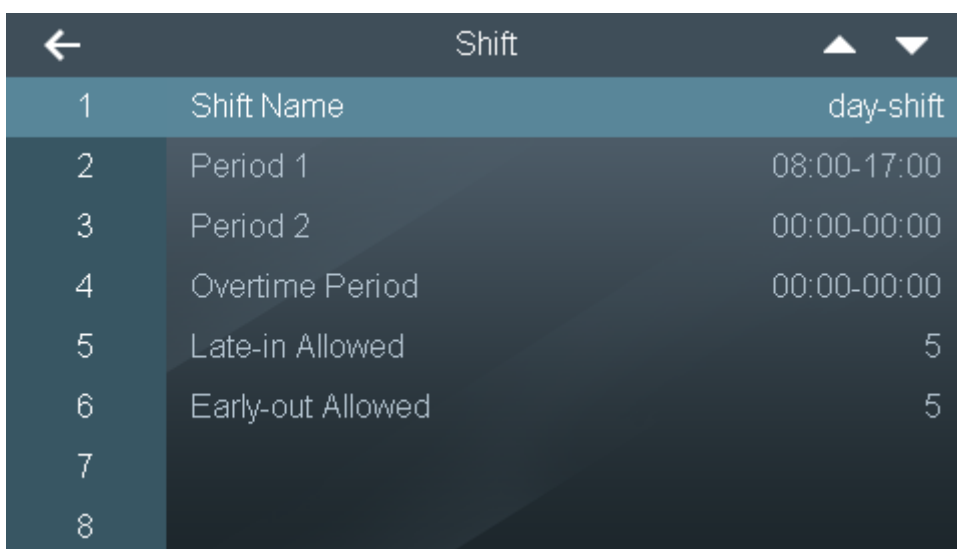 Shift
1 Shift Name day-shift
2 Period 1 08:00-17:00
3 Period 2 00:00-00:00
4 Overtime Period 00:00-00:00
5 Late-in Allowed 5
6 Early-out Allowed 5
7
8